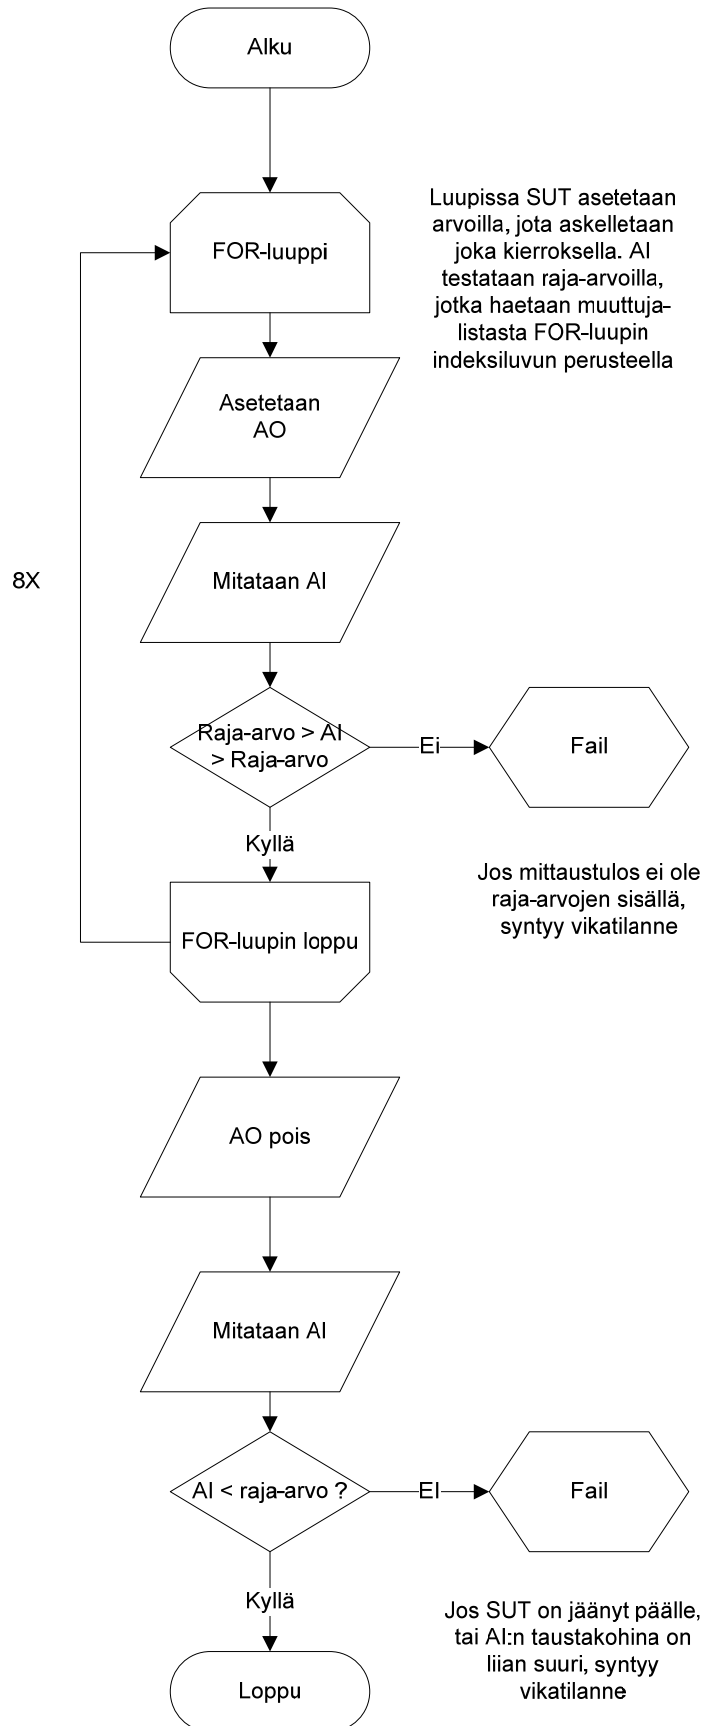 Alku
Luupissa SUT asetetaan
arvoilla, jota askelletaan
joka kierroksella. AI
testataan raja-arvoilla,
jotka haetaan muuttuja-
listasta FOR-luupin
indeksiluvun perusteella
FOR-luuppi
Asetetaan
AO
8X
Mitataan AI
Raja-arvo > AI
> Raja-arvo
Ei
Fail
Kyllä
Jos mittaustulos ei ole
raja-arvojen sisällä,
syntyy vikatilanne
FOR-luupin loppu
AO pois
Mitataan AI
AI < raja-arvo ?
EI
Fail
Kyllä
Jos SUT on jäänyt päälle,
tai AI:n taustakohina on
liian suuri, syntyy
vikatilanne
Loppu